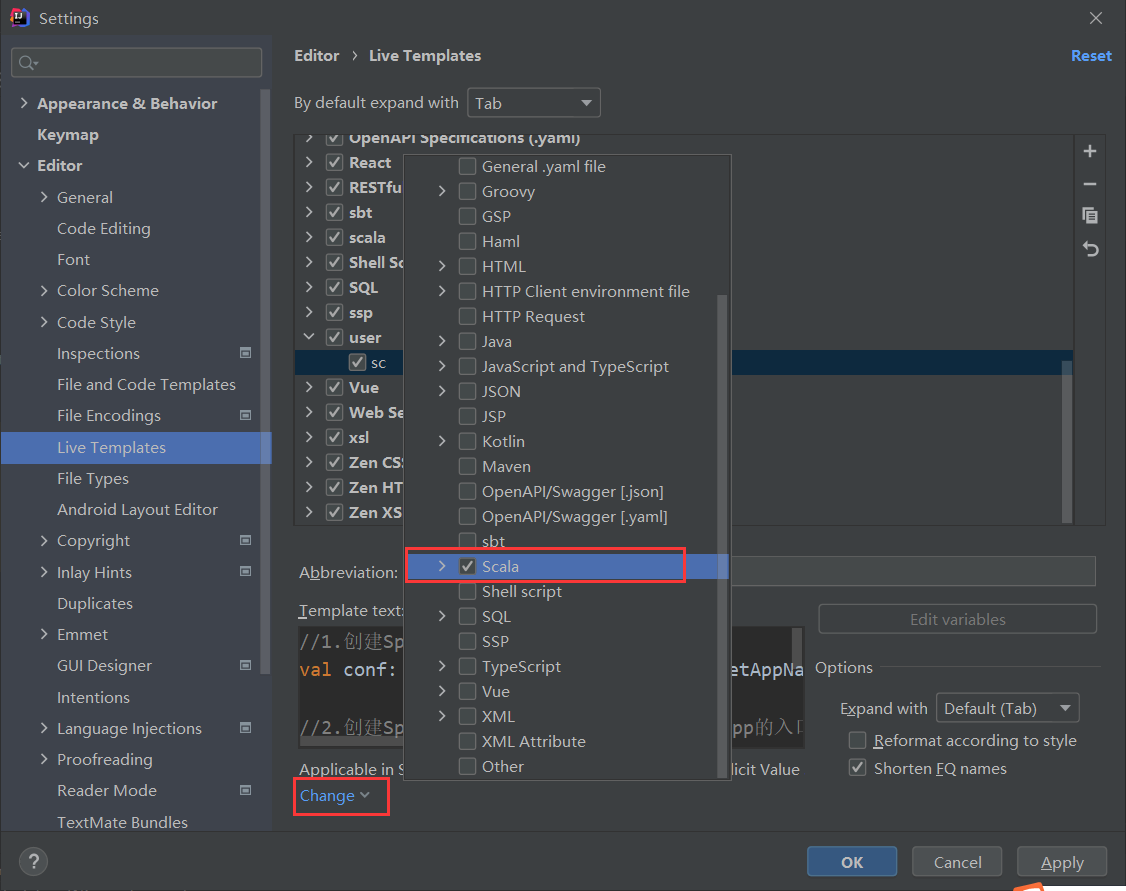 Settings
Editor › Live Templates
Reset
By default expand with Tab
Appearance & Behavior
Keymap
Editor
General
Code Editing
Font
Color Scheme
Code Style
Inspections
File and Code Templates
File Encodings
Live Templates
File Types
Android Layout Editor
Copyright
Inlay Hints
Duplicates
Emmet
GUI Designer
Intentions
Language Injections
Proofreading
Reader Mode
TextMate Bundles
OpenAPI Specifications (.yaml)
React
RESTfu
sbt
scala
Shell Sc
SQL
ssp
user
sc
Vue
Web Se
xsl
Zen CSS
Zen HT
Zen XS
General .yaml file
Groovy
GSP
Haml
HTML
HTTP Client environment file
HTTP Request
Java
JavaScript and TypeScript
JSON
JSP
Kotlin
Maven
OpenAPI/Swagger [.json]
OpenAPI/Swagger [.yaml]
sbt
Scala
Shell script
SQL
SSP
TypeScript
Vue
XML
XML Attribute
Other
Abbreviation:
Template text:
//1.创建Sp
val conf: etAppNa
//2.创建Sp pp的入口
Applicable in S licit Value
Change
Edit variables
Options
Expand with Default (Tab)
Reformat according to style
Shorten FQ names
?
OK
Cancel
Apply